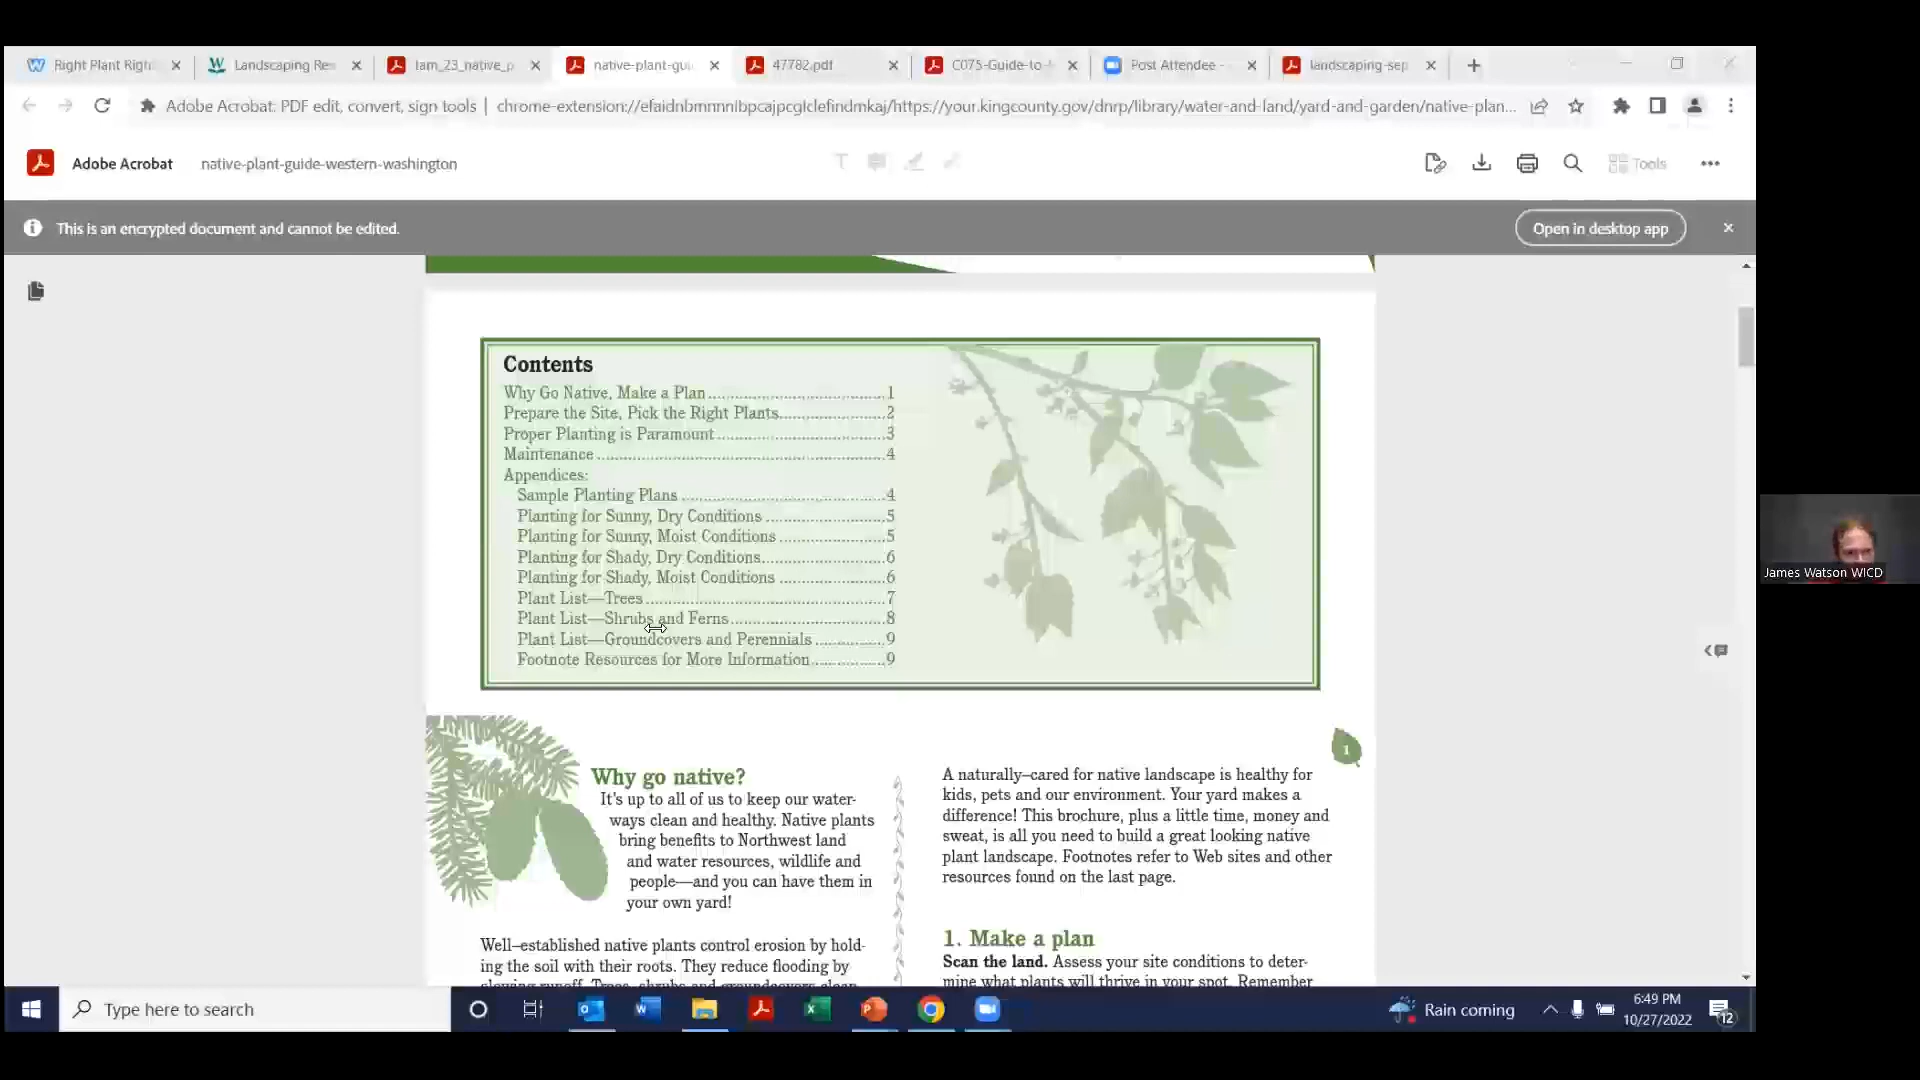 Right Plant Righ
Landscaping Re
lam_23_native_p
native-plant-gui
47782.pdf
C075-Guide-to
Post Attendee -
landscaping-sep
Adobe Acrobat: PDF edit, convert, sign tools | chrome-extension://efaidnbmnnnibpcajpcglclefindmkaj/https://your.kingcounty.gov/dnrp/library/water-and-land/yard-and-garden/native-plan...
Adobe Acrobat native-plant-guide-western-washington
Tools
This is an encrypted document and cannot be edited.
Open in desktop app
Contents
Why Go Native, Make a Plan 1
Prepare the Site, Pick the Right Plants 2
Proper Planting is Paramount 3
Maintenance 4
Appendices:
Sample Planting Plans 4
Planting for Sunny, Dry Conditions 5
Planting for Sunny, Moist Conditions 5
Planting for Shady, Dry Conditions 6
Planting for Shady, Moist Conditions 6
Plant List—Trees 7
Plant List—Shrubs and Ferns 8
Plant List—Groundcovers and Perennials 9
Footnote Resources for More Information 9
James Watson WICD
1
Why go native?
It's up to all of us to keep our water-
ways clean and healthy. Native plants
bring benefits to Northwest land
and water resources, wildlife and
people—and you can have them in
your own yard!
Well–established native plants control erosion by hold-
ing the soil with their roots. They reduce flooding by
slowing runoff. Trees, shrubs and groundcovers clean
A naturally–cared for native landscape is healthy for
kids, pets and our environment. Your yard makes a
difference! This brochure, plus a little time, money and
sweat, is all you need to build a great looking native
plant landscape. Footnotes refer to Web sites and other
resources found on the last page.
1. Make a plan
Scan the land. Assess your site conditions to deter-
mine what plants will thrive in your spot. Remember
Type here to search
Rain coming
6:49 PM
10/27/2022
12